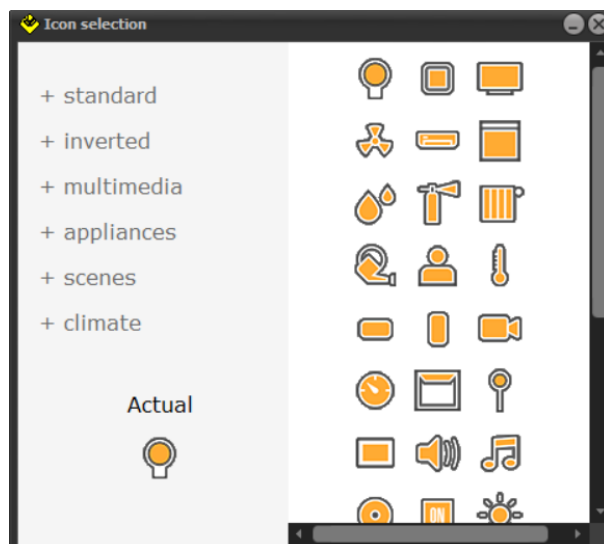 Icon selection
+ standard
+ inverted
+ multimedia
+ appliances
+ scenes
+ climate
Actual
ON